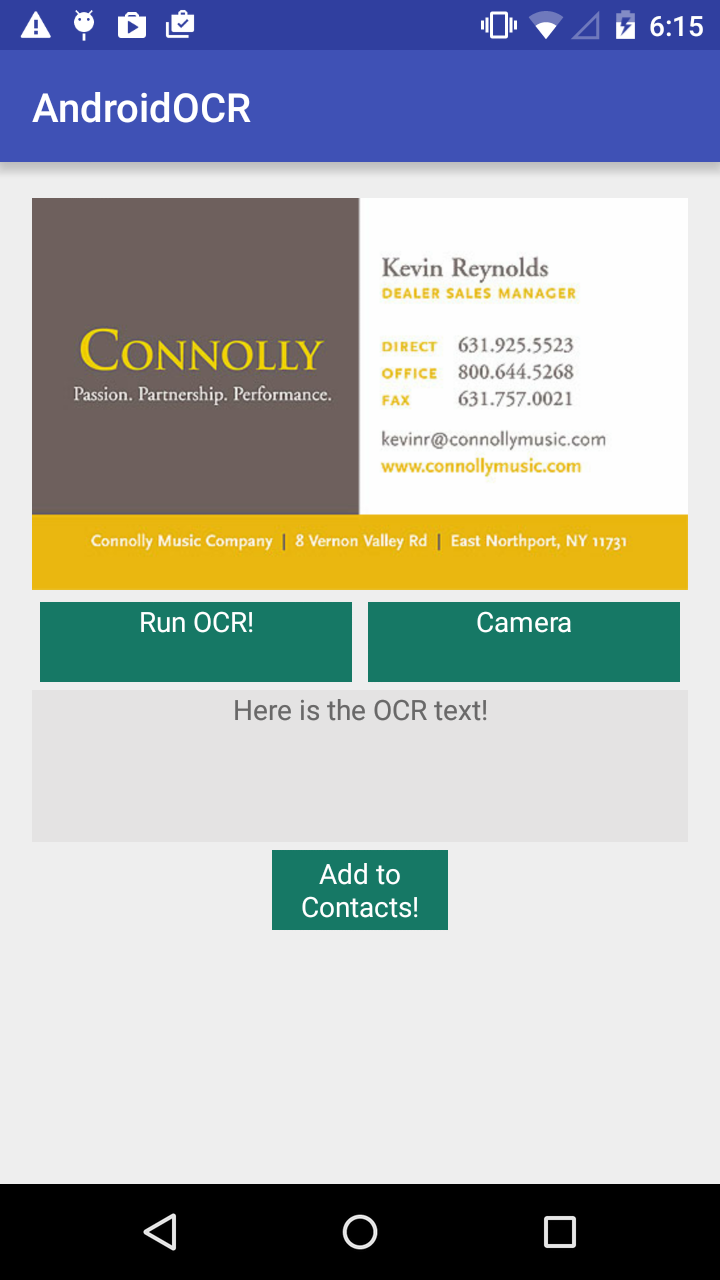 6:15
AndroidOCR
CONNOLLY
Passion. Partnership. Performance.
Kevin Reynolds
DEALER SALES MANAGER
DIRECT 631.925.5523
OFFICE 800.644.5268
FAX 631.757.0021
kevinr@connollymusic.com
www.connollymusic.com
Connolly Music Company | 8 Vernon Valley Rd | East Northport, NY 11731
Run OCR!
Camera
Here is the OCR text!
Add to
Contacts!